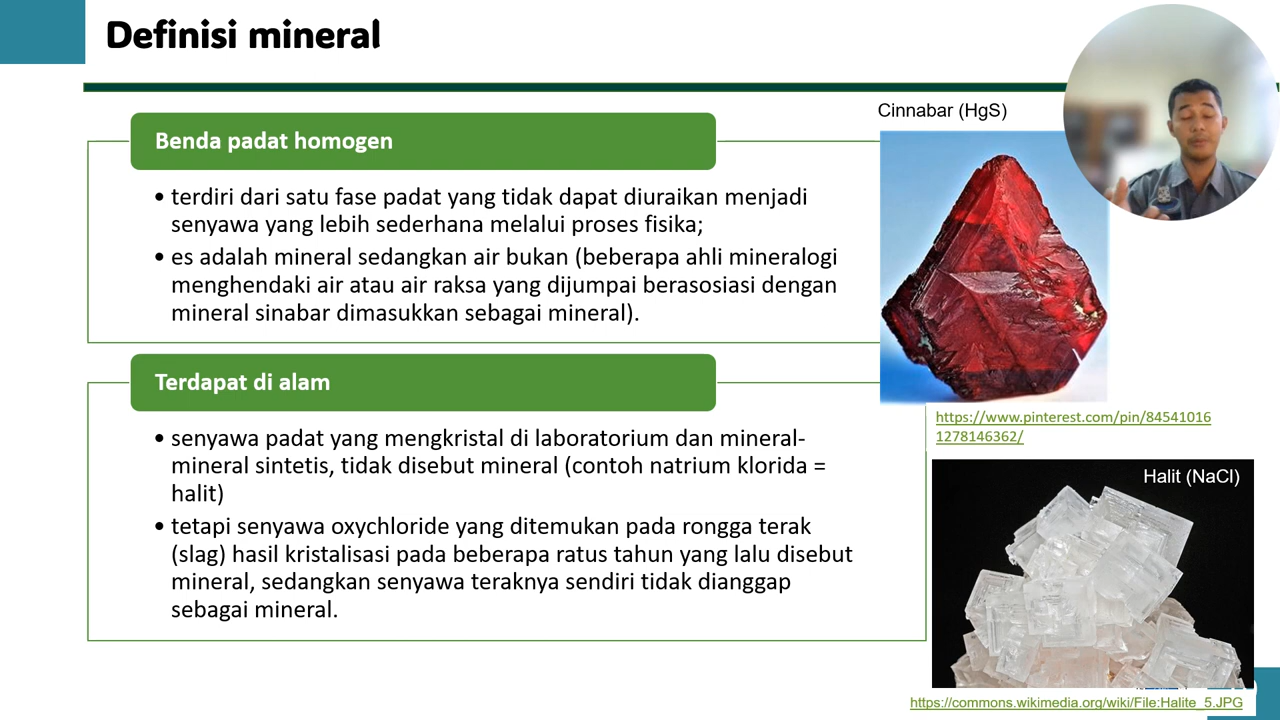 Definisi mineral
Benda padat homogen
• terdiri dari satu fase padat yang tidak dapat diuraikan menjadi
senyawa yang lebih sederhana melalui proses fisika;
• es adalah mineral sedangkan air bukan (beberapa ahli mineralogi
menghendaki air atau air raksa yang dijumpai berasosiasi dengan
mineral sinabar dimasukkan sebagai mineral).
Terdapat di alam
• senyawa padat yang mengkristal di laboratorium dan mineral-
mineral sintetis, tidak disebut mineral (contoh natrium klorida =
halit)
• tetapi senyawa oxychloride yang ditemukan pada rongga terak
(slag) hasil kristalisasi pada beberapa ratus tahun yang lalu disebut
mineral, sedangkan senyawa teraknya sendiri tidak dianggap
sebagai mineral.
Cinnabar (HgS)
https://www.pinterest.com/pin/84541016
1278146362/
Halit (NaCl)
https://commons.wikimedia.org/wiki/File:Halite_5.JPG